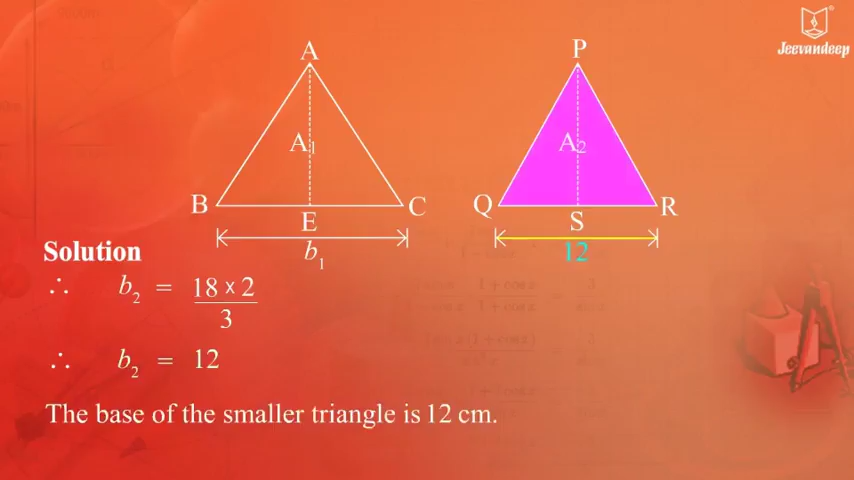 Jeevandeep
A P
A1 A2
B C Q R
E S
b1 12
Solution
∴ b2 = 18 x 2
3
∴ b2 = 12
The base of the smaller triangle is 12 cm.